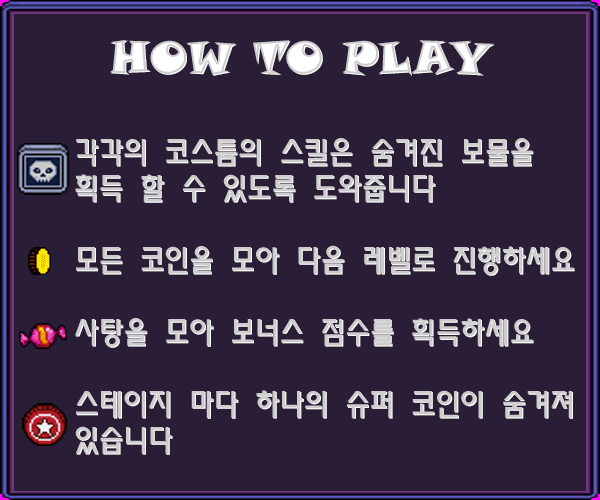 HOW TO PLAY
각각의 코스튬의 스킬은 숨겨진 보물을
획득 할 수 있도록 도와줍니다
모든 코인을 모아 다음 레벨로 진행하세요
사탕을 모아 보너스 점수를 획득하세요
스테이지 마다 하나의 슈퍼 코인이 숨겨져
있습니다